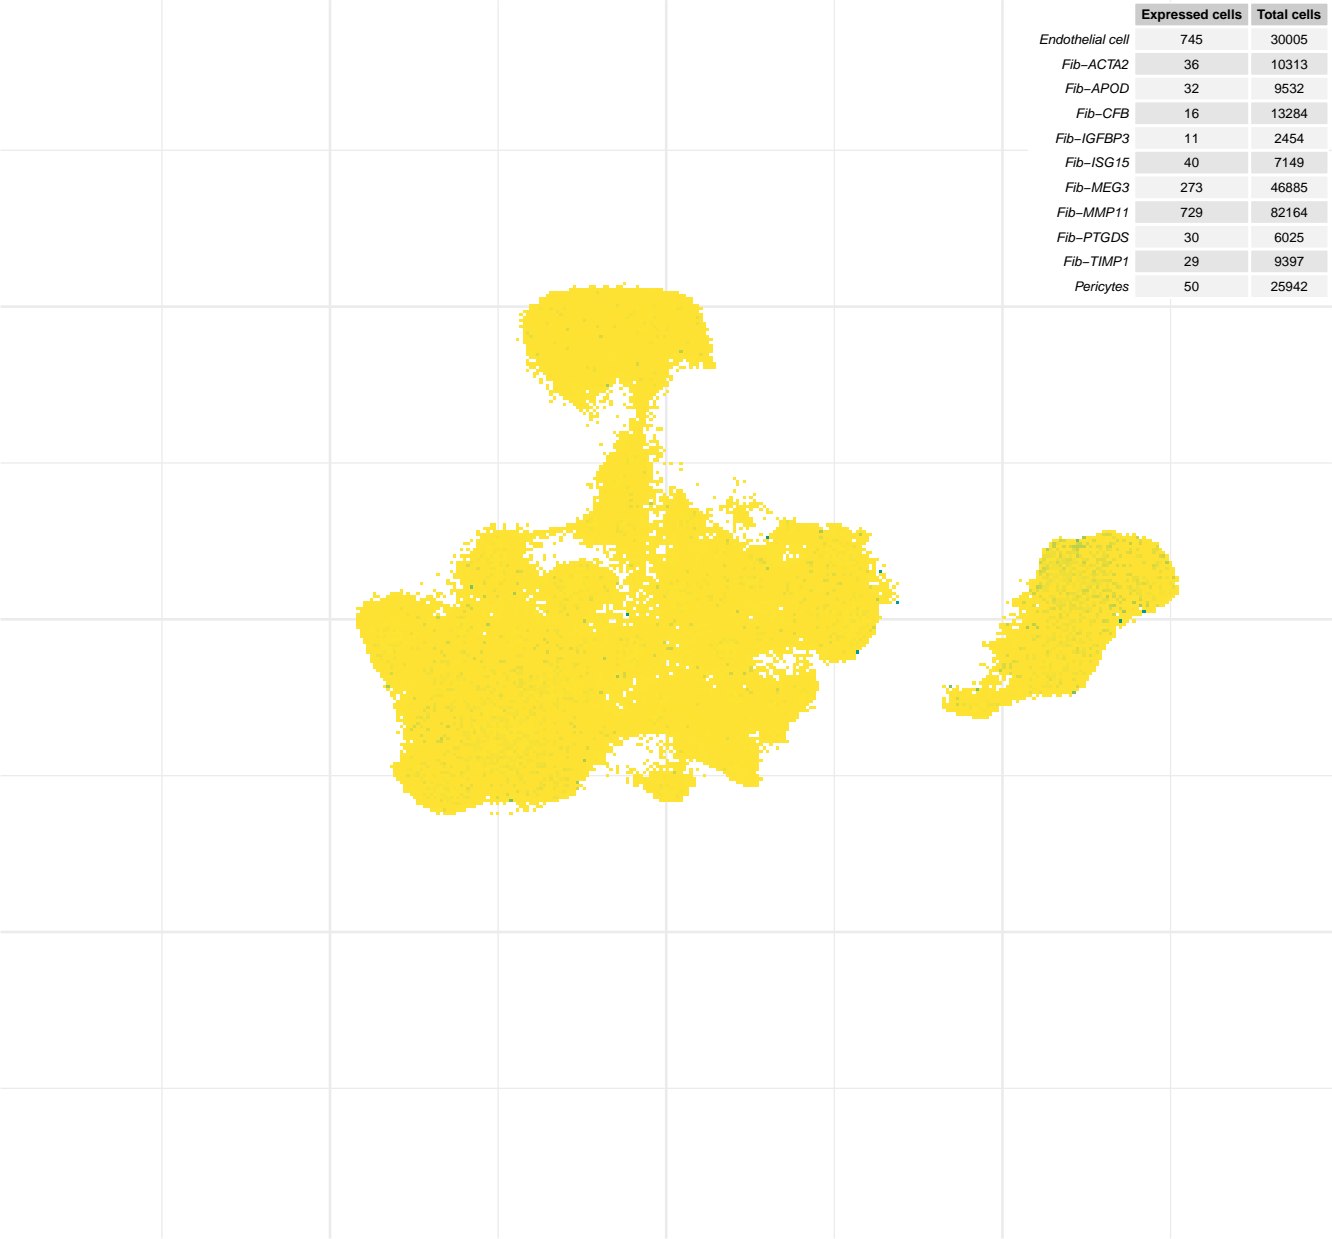 Expressed cells Total cells
Endothelial cell 745 30005
Fib−ACTA2 36 10313
Fib−APOD 32 9532
Fib−CFB 16 13284
Fib−IGFBP3 11 2454
Fib−ISG15 40 7149
Fib−MEG3 273 46885
Fib−MMP11 729 82164
Fib−PTGDS 30 6025
Fib−TIMP1 29 9397
Pericytes 50 25942